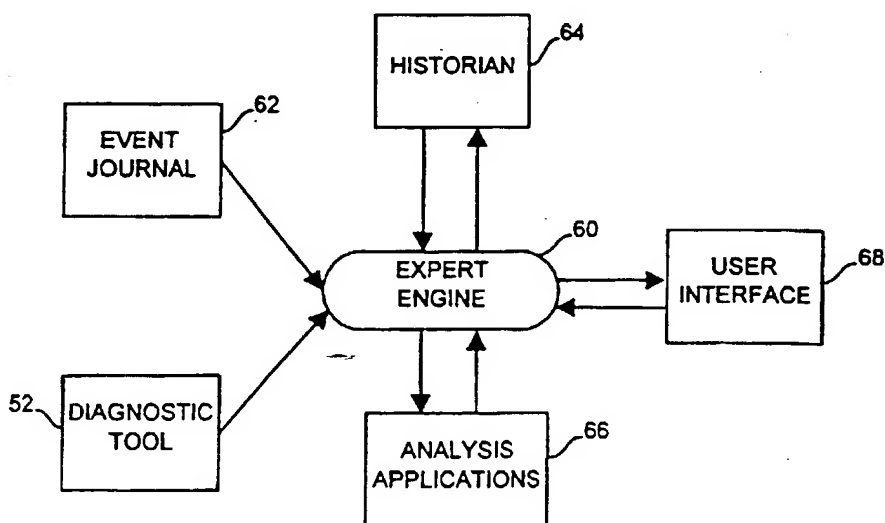 64
HISTORIAN
62
EVENT
JOURNAL
60
EXPERT
ENGINE
USER
INTERFACE
68
52
DIAGNOSTIC
TOOL
66
ANALYSIS
APPLICATIONS